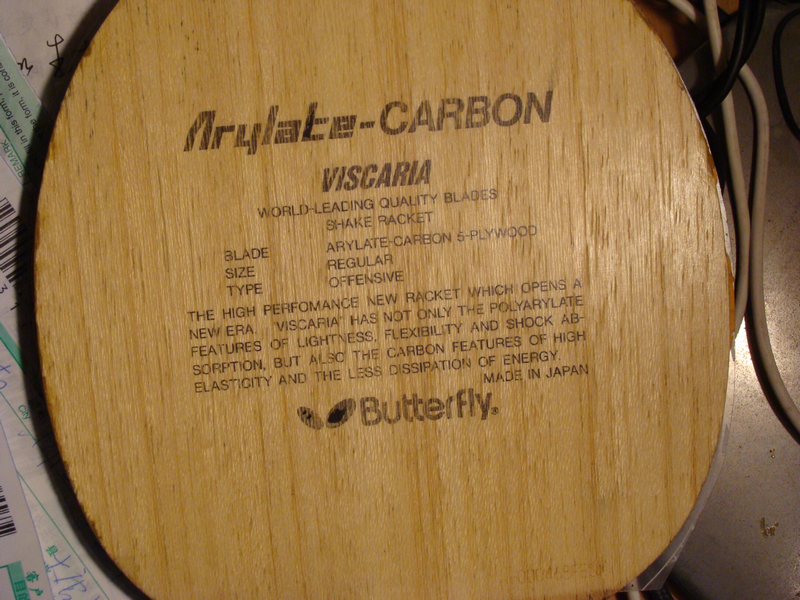 Arylate-CARBON
VISCARIA
WORLD-LEADING QUALITY BLADES
SHAKE RACKET
BLADE ARYLATE-CARBON 5-PLYWOOD
SIZE REGULAR
TYPE OFFENSIVE
THE HIGH PERFOMANCE NEW RACKET WHICH OPENS A
NEW ERA. "VISCARIA" HAS NOT ONLY THE POLYARYLATE
FEATURES OF LIGHTNESS, FLEXIBILITY AND SHOCK AB-
SORPTION, BUT ALSO THE CARBON FEATURES OF HIGH
ELASTICITY AND THE LESS DISSIPATION OF ENERGY.
MADE IN JAPAN
Butterfly®
REMARK